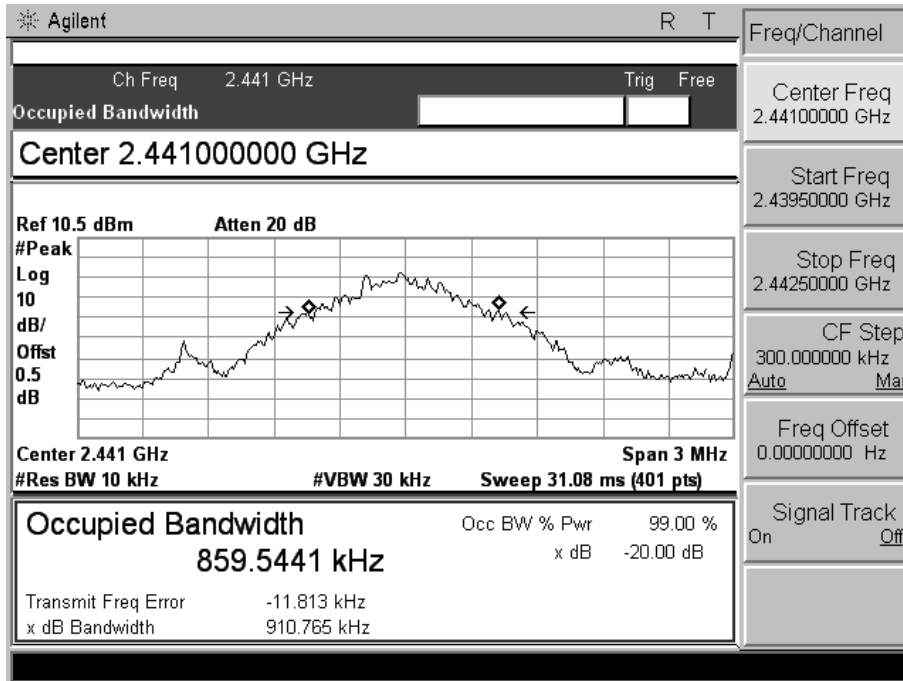 Agilent R T
Ch Freq 2.441 GHz Trig Free
Occupied Bandwidth
Center 2.441000000 GHz
Ref 10.5 dBm Atten 20 dB
#Peak
Log
10
dB/
Offst
0.5
dB
Center 2.441 GHz Span 3 MHz
#Res BW 10 kHz #VBW 30 kHz Sweep 31.08 ms (401 pts)
Occupied Bandwidth
859.5441 kHz
Occ BW % Pwr 99.00 %
x dB -20.00 dB
Transmit Freq Error -11.813 kHz
x dB Bandwidth 910.765 kHz
Freq/Channel
Center Freq
2.44100000 GHz
Start Freq
2.43950000 GHz
Stop Freq
2.44250000 GHz
CF Step
300.000000 kHz
Auto Mar
Freq Offset
0.00000000 Hz
Signal Track
On Off